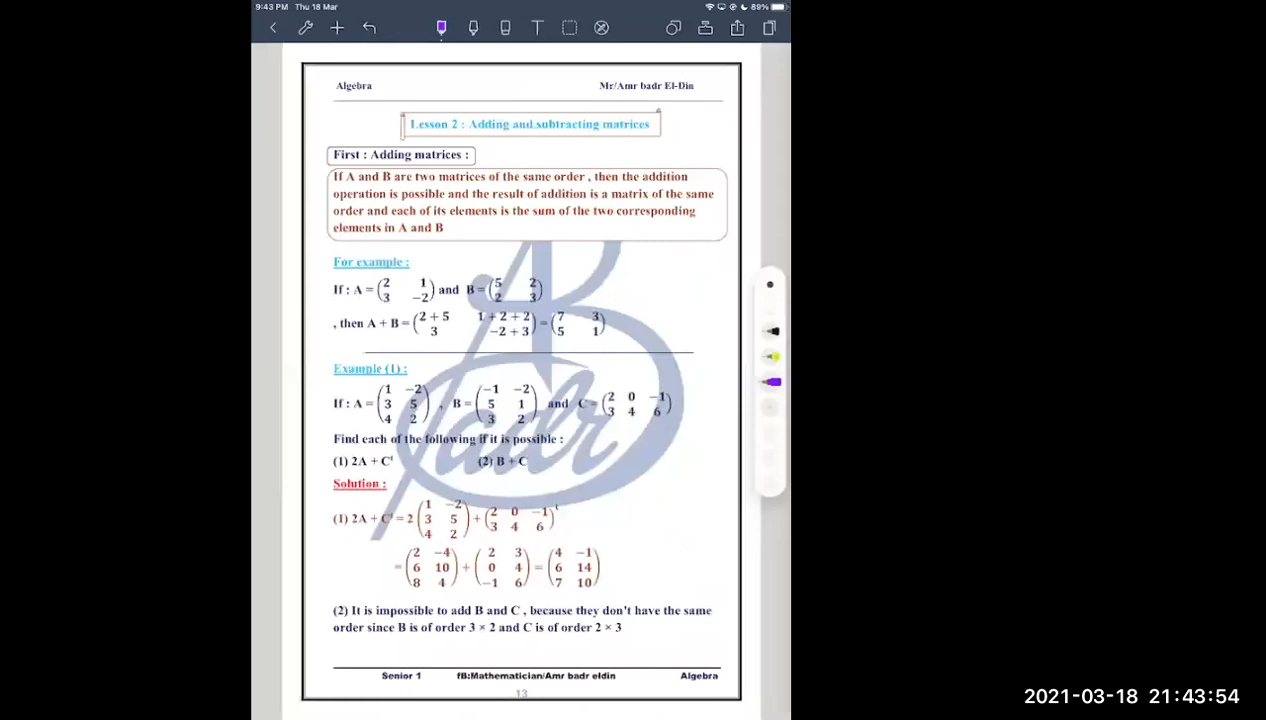 9:43 PM Thu 18 Mar 89%
Algebra Mr/Amr badr El-Din
Lesson 2 : Adding and subtracting matrices
First : Adding matrices :
If A and B are two matrices of the same order , then the addition
operation is possible and the result of addition is a matrix of the same
order and each of its elements is the sum of the two corresponding
elements in A and B
For example :
If : A = (2 1 3 −2) and B = (5 2 2 3)
, then A + B = (2 + 5 1 + 2 + 2 3 −2 + 3) = (7 3 5 1)
Example (1) :
If : A = (1 −2 3 5 4 2) , B = (−1 −2 5 1 3 2) and C = (2 0 −1 3 4 6)
Find each of the following if it is possible :
(1) 2A + Cᵗ (2) B + C
Solution :
(1) 2A + Cᵗ = 2 (1 −2 3 5 4 2) + (2 0 −1 3 4 6)ᵗ
= (2 −4 6 10 8 4) + (2 3 0 4 −1 6) = (4 −1 6 14 7 10)
(2) It is impossible to add B and C , because they don't have the same
order since B is of order 3 × 2 and C is of order 2 × 3
Senior 1 fB:Mathematician/Amr badr eldin Algebra
13
AB
adr
2021-03-18 21:43:54